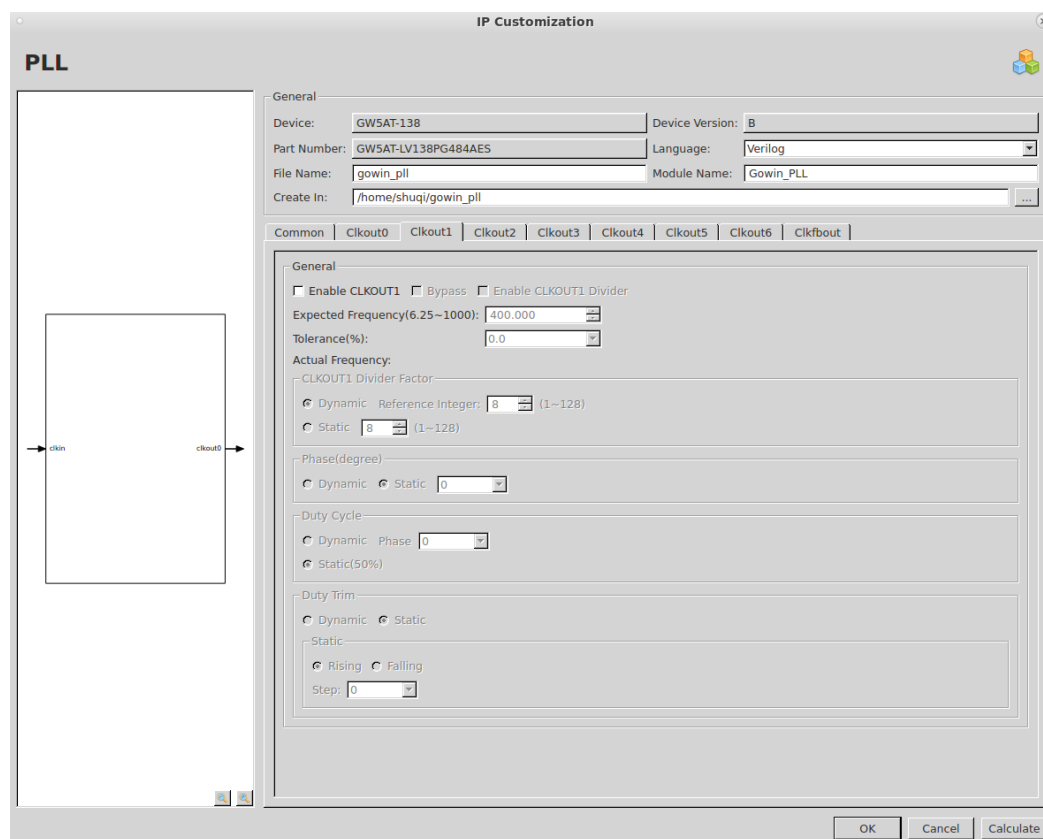 IP Customization
PLL
General
Device: GW5AT-138 Device Version: B
Part Number: GW5AT-LV138PG484AES Language: Verilog
File Name: gowin_pll Module Name: Gowin_PLL
Create In: /home/shuqi/gowin_pll ...
Common Clkout0 Clkout1 Clkout2 Clkout3 Clkout4 Clkout5 Clkout6 Clkfbout
General
Enable CLKOUT1 Bypass Enable CLKOUT1 Divider
Expected Frequency(6.25~1000): 400.000
Tolerance(%): 0.0
Actual Frequency:
CLKOUT1 Divider Factor
Dynamic Reference Integer: 8 (1~128)
Static 8 (1~128)
clkin clkout0
Phase(degree)
Dynamic Static 0
Duty Cycle
Dynamic Phase 0
Static(50%)
Duty Trim
Dynamic Static
Static
Rising Falling
Step: 0
OK Cancel Calculate